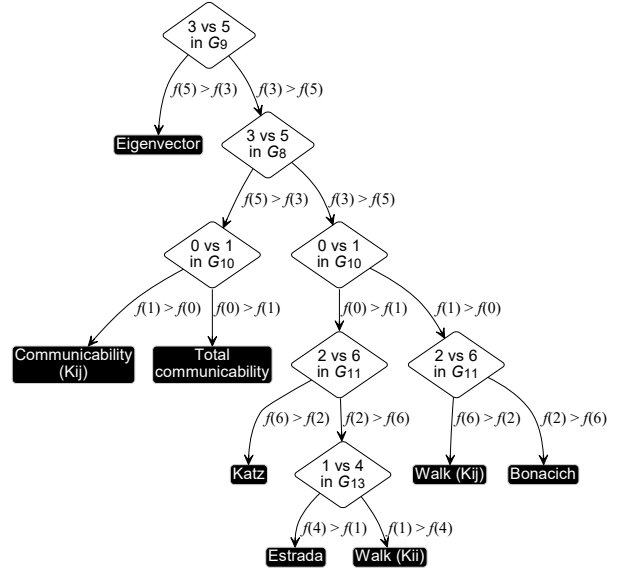 3 vs 5
in G9
f(5) > f(3)
f(3) > f(5)
Eigenvector
3 vs 5
in G8
f(5) > f(3)
f(3) > f(5)
0 vs 1
in G10
0 vs 1
in G10
f(1) > f(0)
f(0) > f(1)
f(0) > f(1)
f(1) > f(0)
Communicability
(Kij)
Total
communicability
2 vs 6
in G11
2 vs 6
in G11
f(6) > f(2)
f(2) > f(6)
f(6) > f(2)
f(2) > f(6)
Katz
1 vs 4
in G13
Walk (Kij)
Bonacich
f(4) > f(1)
f(1) > f(4)
Estrada
Walk (Kii)